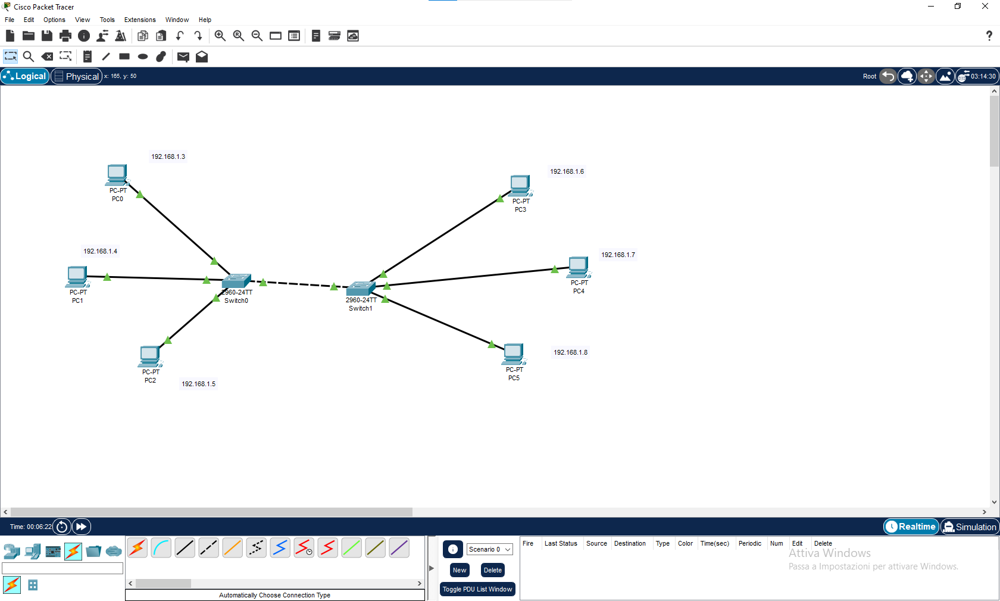 Cisco Packet Tracer
File Edit Options View Tools Extensions Window Help
Logical Physical x: 165, y: 50 Root 03:14:30
192.168.1.3
PC-PT
PC0
192.168.1.6
PC-PT
PC3
192.168.1.4
PC-PT
PC1
192.168.1.7
PC-PT
PC4
2960-24TT
Switch0
2960-24TT
Switch1
PC-PT
PC2
192.168.1.5
PC-PT
PC5
192.168.1.8
Time: 00:06:22 Realtime Simulation
Scenario 0
New Delete
Toggle PDU List Window
Fire Last Status Source Destination Type Color Time(sec) Periodic Num Edit Delete
Attiva Windows
Passa a Impostazioni per attivare Windows.
Automatically Choose Connection Type